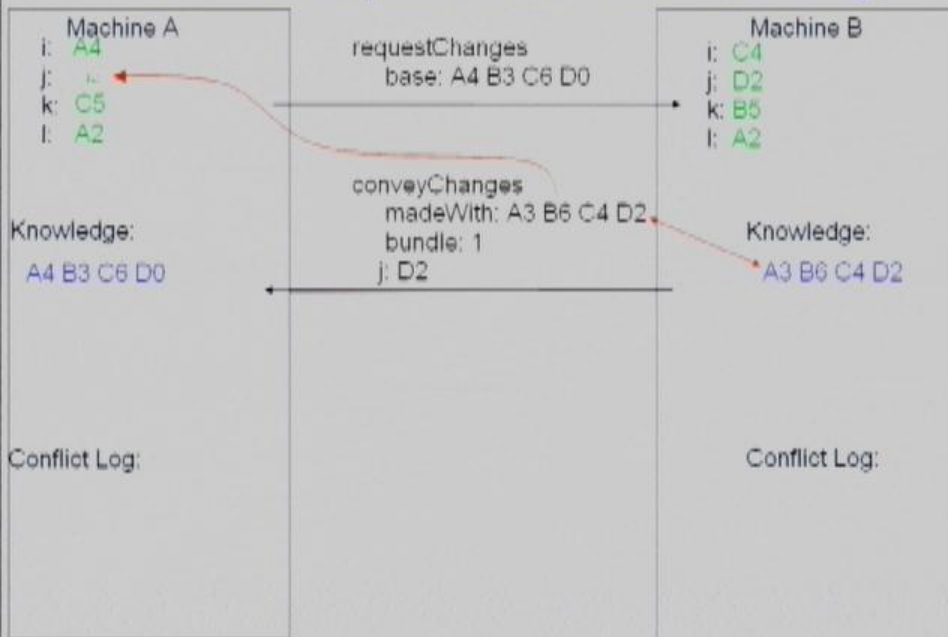 Machine A
i: A4
j:
k: C5
l: A2
Knowledge:
A4 B3 C6 D0
Conflict Log:
requestChanges
base: A4 B3 C6 D0
conveyChanges
madeWith: A3 B6 C4 D2
bundle: 1
j: D2
Machine B
i: C4
j: D2
k: B5
l: A2
Knowledge:
A3 B6 C4 D2
Conflict Log: